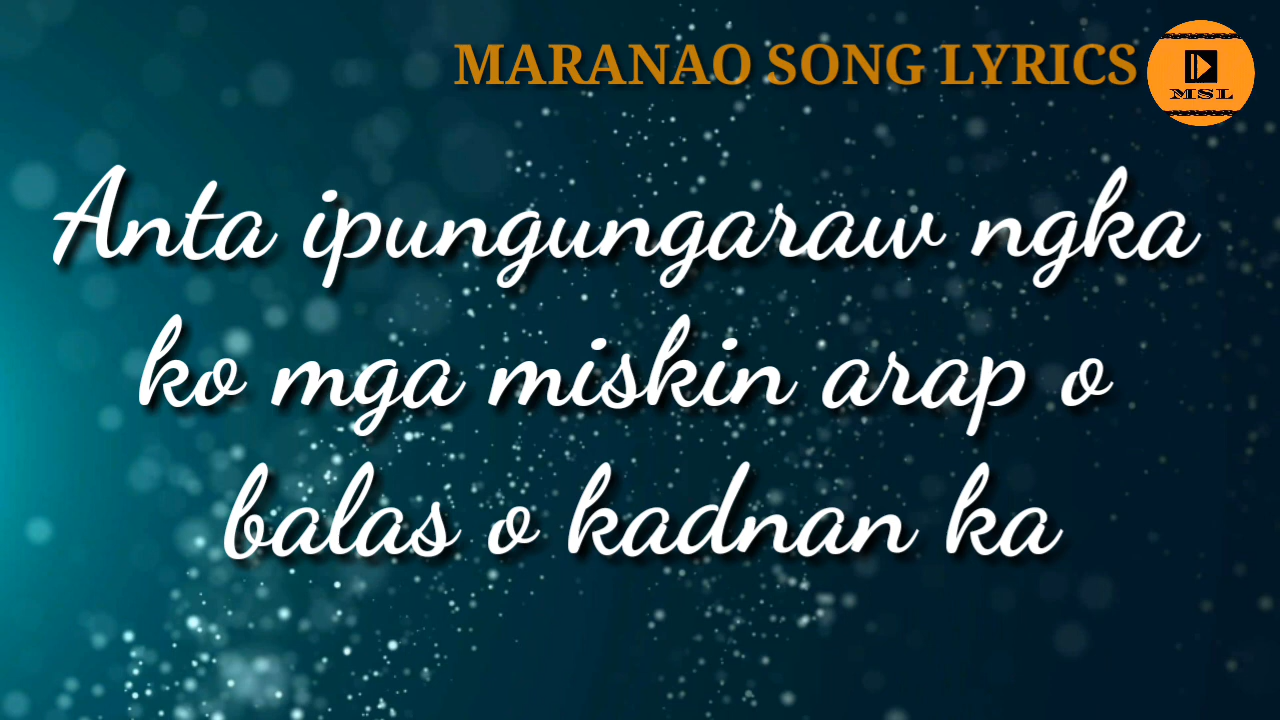 MARANAO SONG LYRICS
MSL
Anta ipungungaraw ngka
ko mga miskin arap o
balas o kadnan ka